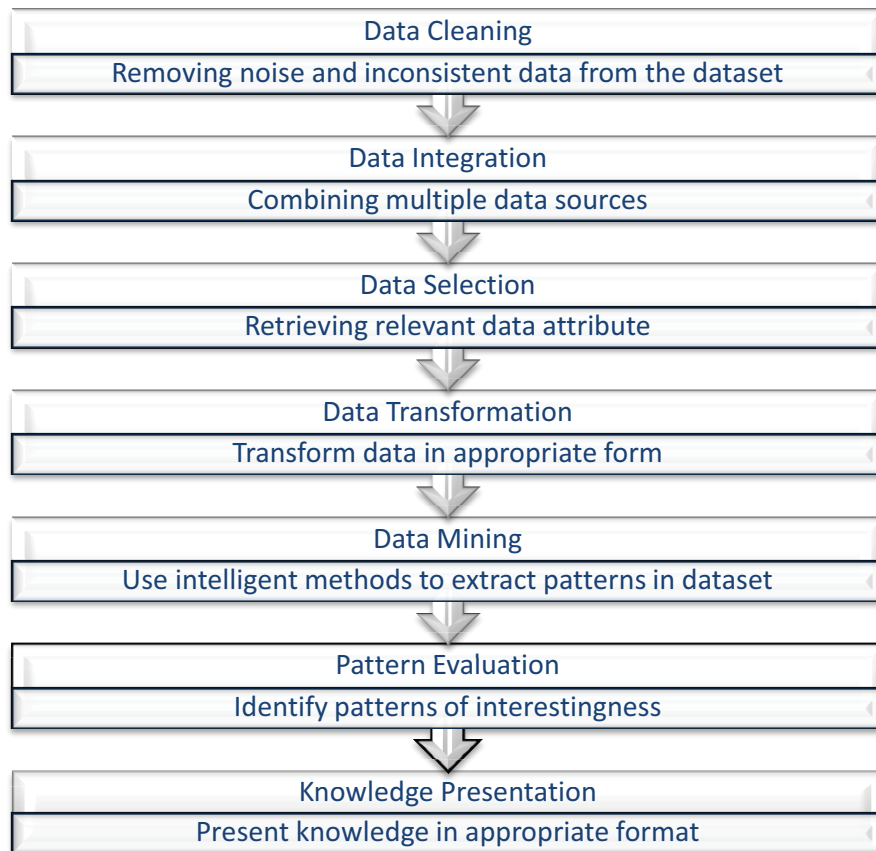 Data Cleaning
Removing noise and inconsistent data from the dataset
Data Integration
Combining multiple data sources
Data Selection
Retrieving relevant data attribute
Data Transformation
Transform data in appropriate form
Data Mining
Use intelligent methods to extract patterns in dataset
Pattern Evaluation
Identify patterns of interestingness
Knowledge Presentation
Present knowledge in appropriate format